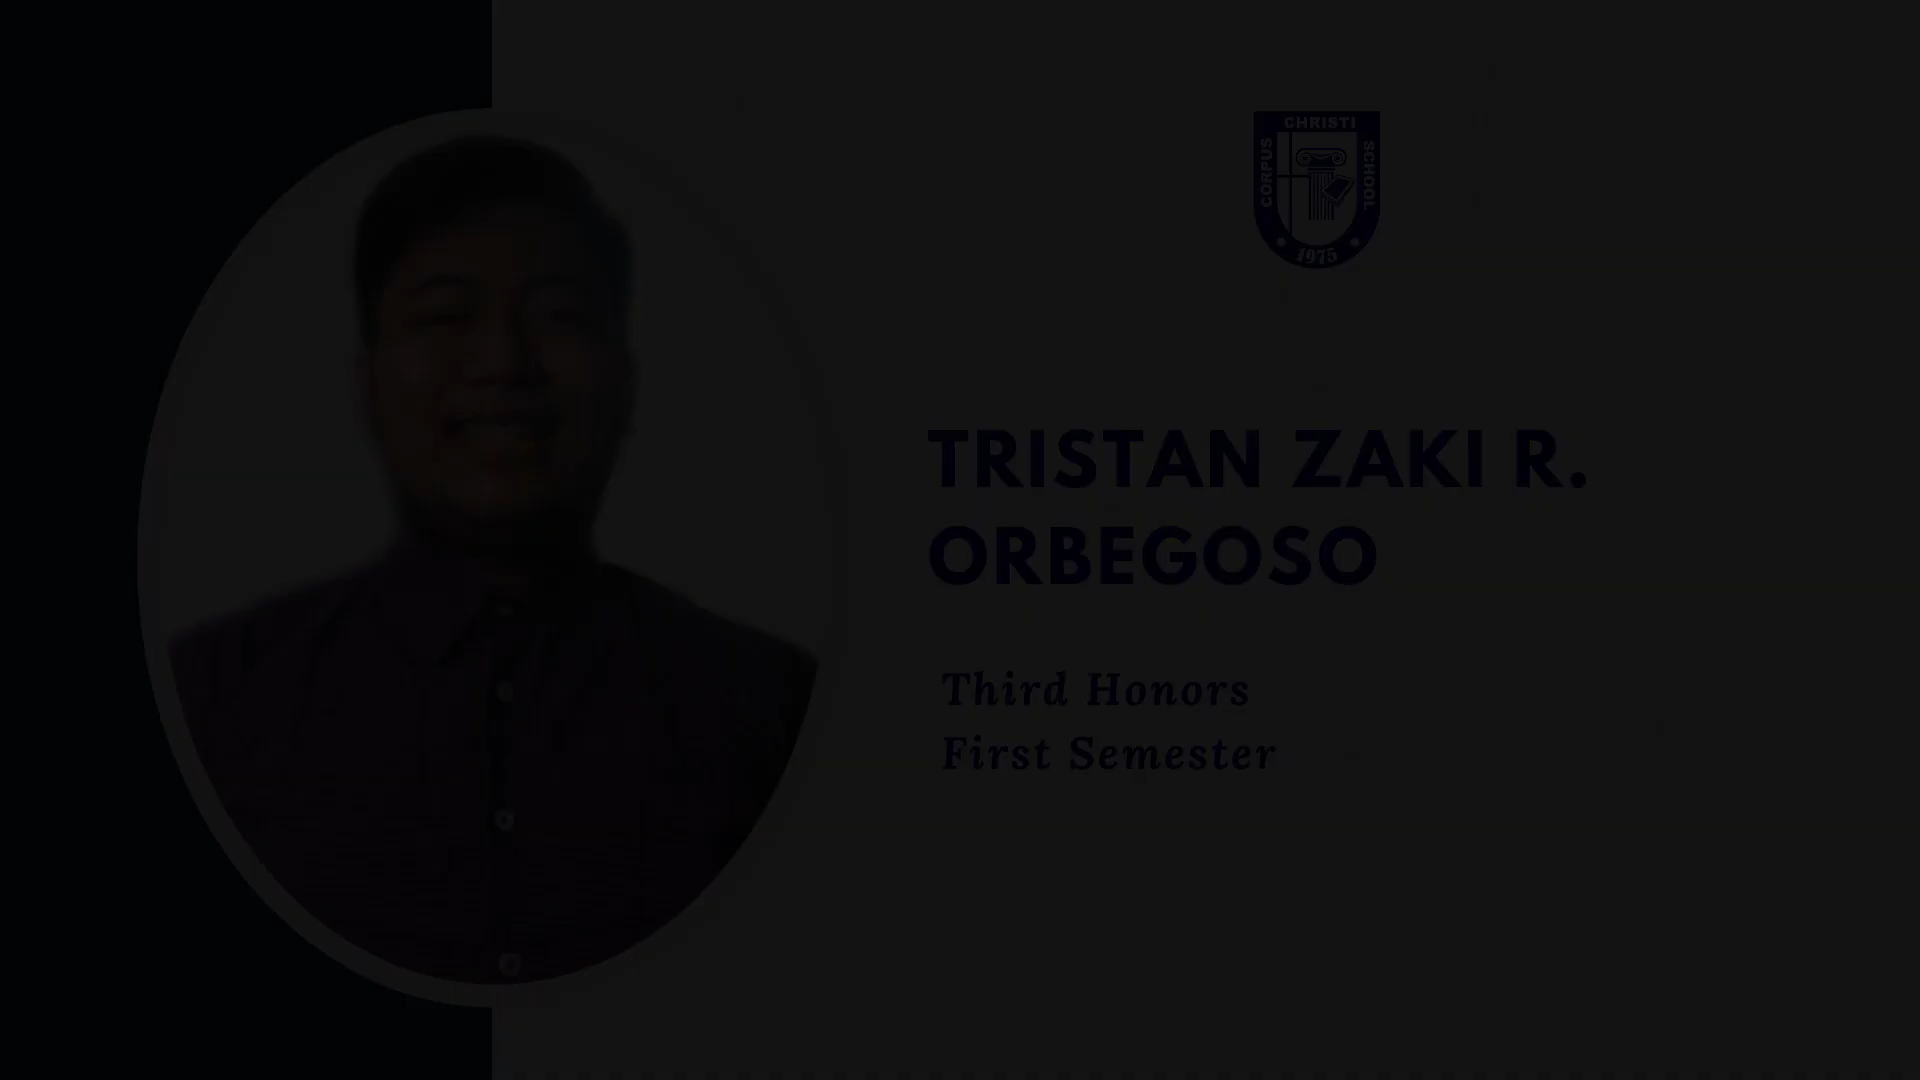 CORPUS CHRISTI SCHOOL
1975
TRISTAN ZAKI R.
ORBEGOSO
Third Honors
First Semester